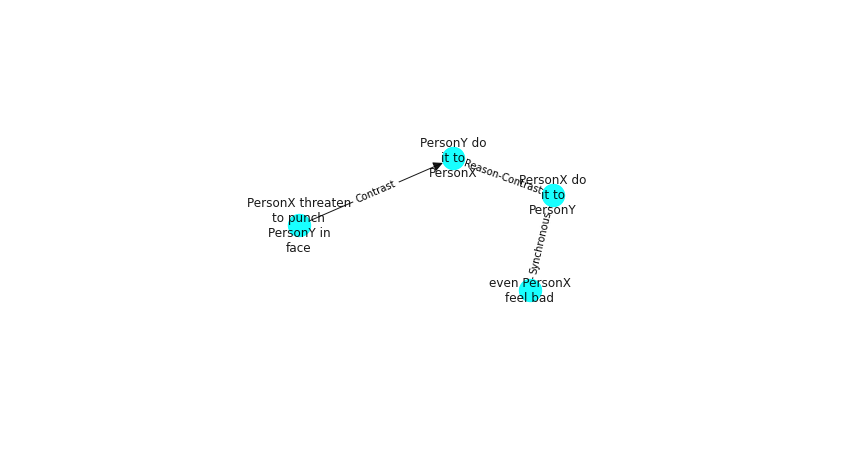 PersonY do
it to
PersonX
Reason-Contrast
PersonX do
it to
PersonY
Contrast
PersonX threaten
to punch
PersonY in
face
Synchronous
even PersonX
feel bad